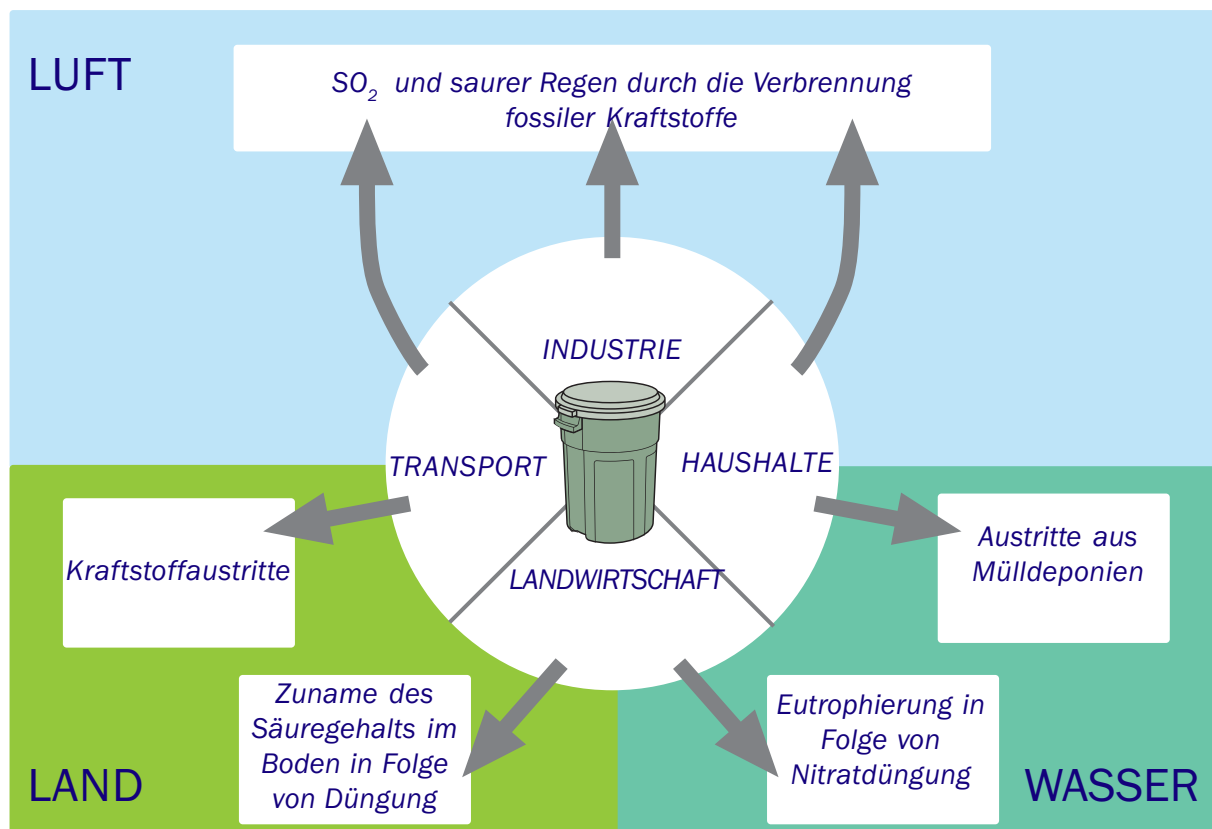 LUFT
SO2 und saurer Regen durch die Verbrennung
fossiler Kraftstoffe
INDUSTRIE
TRANSPORT
HAUSHALTE
LANDWIRTSCHAFT
Kraftstoffaustritte
Austritte aus
Mülldeponien
Zuname des
Säuregehalts im
Boden in Folge
von Düngung
Eutrophierung in
Folge von
Nitratdüngung
LAND
WASSER